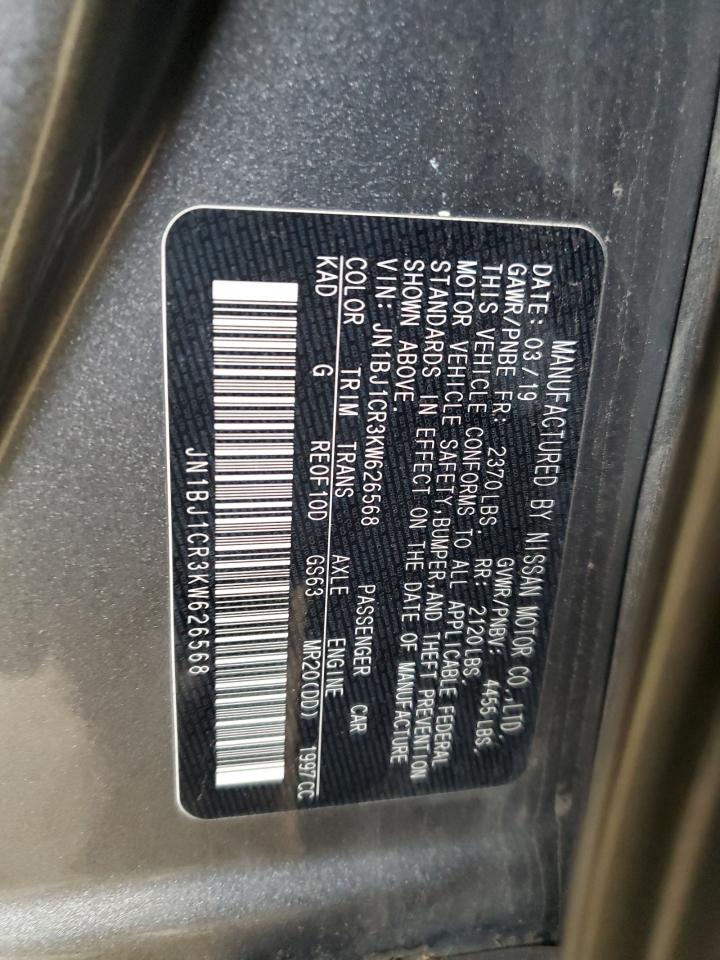 MANUFACTURED BY NISSAN MOTOR CO.,LTD.
DATE: 03/19 GVWR/PNBV: 4455 LBS.
GAWR/PNBE FR: 2370 LBS. RR: 2120 LBS.
THIS VEHICLE CONFORMS TO ALL APPLICABLE FEDERAL
MOTOR VEHICLE SAFETY,BUMPER,AND THEFT PREVENTION
STANDARDS IN EFFECT ON THE DATE OF MANUFACTURE
SHOWN ABOVE.
VIN: JN1BJ1CR3KW626568 PASSENGER CAR
COLOR TRIM TRANS AXLE ENGINE
KAD G RE0F10D GS63 MR20(DD) 1997CC
JN1BJ1CR3KW626568